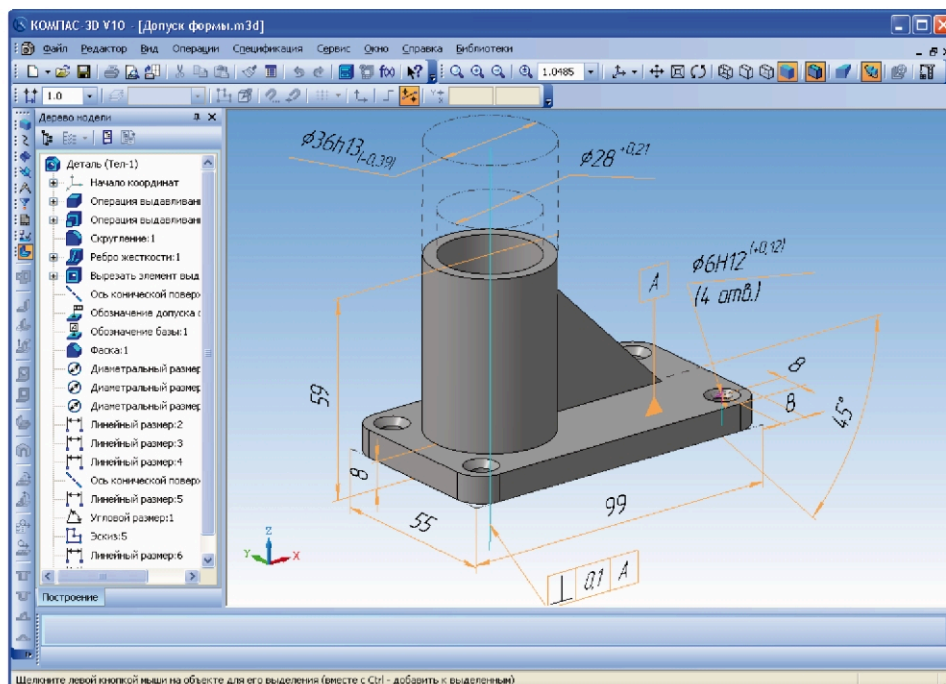 КОМПАС-3D V10 - [Допуск формы.m3d]
Файл Редактор Вид Операции Спецификация Сервис Окно Справка Библиотеки
1.0485
1.0
Дерево модели
Деталь (Тел-1)
Начало координат
Операция выдавливан
Операция выдавливан
Скругление:1
Ребро жесткости:1
Вырезать элемент выд
Ось конической поверх
Обозначение допуска ф
Обозначение базы:1
Фаска:1
Диаметральный размер
Диаметральный размер
Диаметральный размер
Линейный размер:2
Линейный размер:3
Линейный размер:4
Ось конической поверх
Линейный размер:5
Угловой размер:1
Эскиз:5
Линейный размер:6
Построение
⌀36h13(-0,39)
⌀28 +0,21
⌀6H12 (+0,12)
(4 отв.)
A
59
8
8
45°
8
55
99
⊥ 0,1 A
Z
Y
X
Щелкните левой кнопкой мыши на объекте для его выделения (вместе с Ctrl - добавить к выделенным)